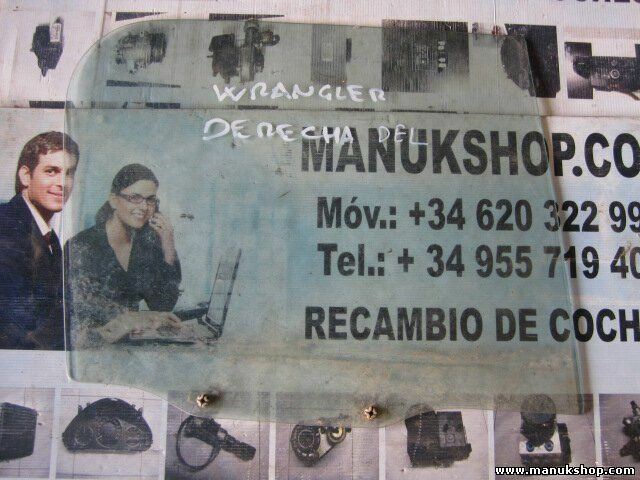 WRANGLER
DERECHA DEL
MANUKSHOP.CO
Móv.: +34 620 322 99
Tel.: + 34 955 719 40
RECAMBIO DE COCH
www.manukshop.com